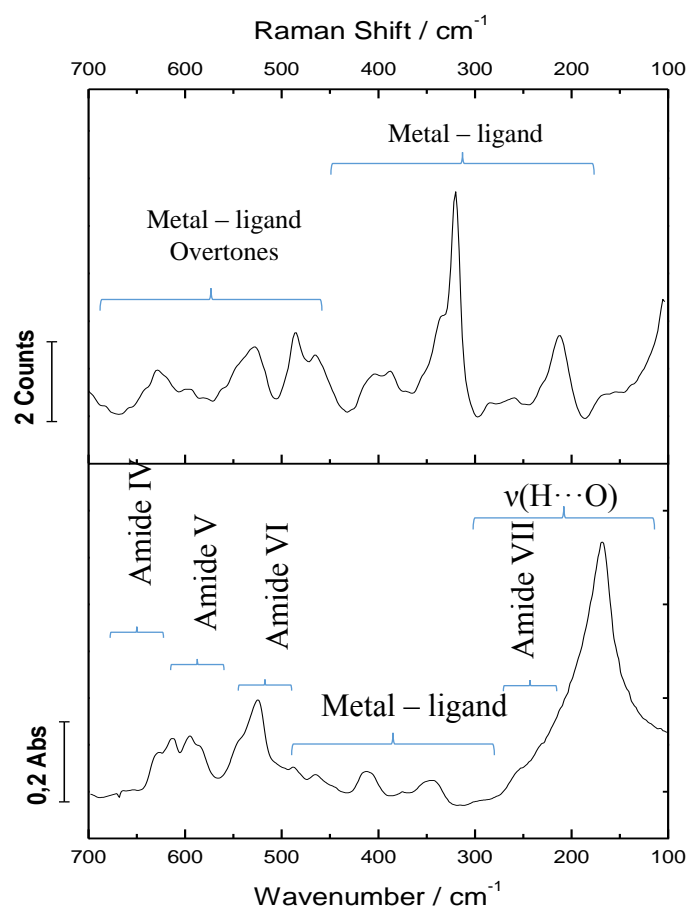 Raman Shift / cm⁻¹
700 600 500 400 300 200 100
Metal – ligand
Metal – ligand
Overtones
2 Counts
ν(H···O)
Amide IV
Amide V
Amide VI
Amide VII
Metal – ligand
0,2 Abs
700 600 500 400 300 200 100
Wavenumber / cm⁻¹